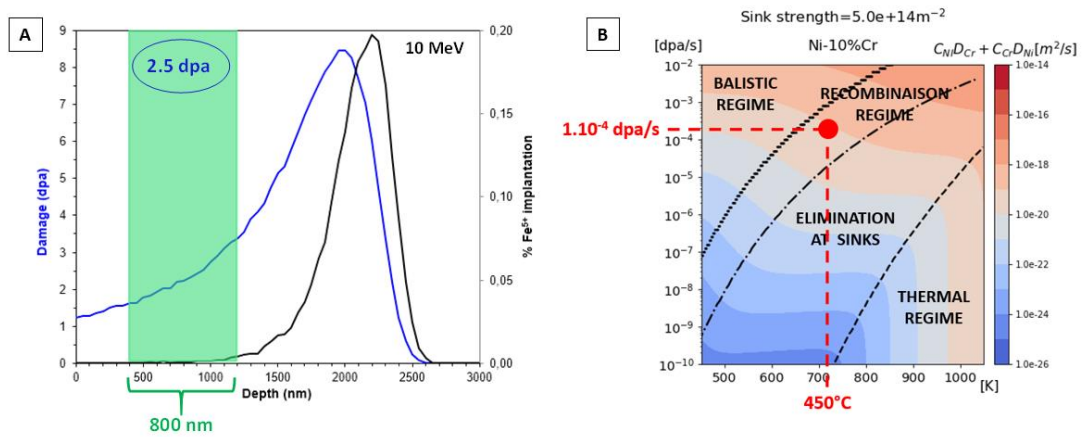 A
10 MeV
2.5 dpa
9
8
7
6
5
4
3
2
1
0
Damage (dpa)
0,20
0,15
0,10
0,05
0,00
% Fe⁵⁺ implantation
0
500
1000
1500
2000
2500
3000
Depth (nm)
800 nm
B
Sink strength=5.0e+14m⁻²
[dpa/s]
Ni-10%Cr
C_NiD_Cr + C_CrD_Ni[m²/s]
10⁻²
10⁻³
10⁻⁴
10⁻⁵
10⁻⁶
10⁻⁷
10⁻⁸
10⁻⁹
10⁻¹⁰
1.10⁻⁴ dpa/s
BALISTIC
REGIME
RECOMBINAISON
REGIME
ELIMINATION
AT SINKS
THERMAL
REGIME
500
600
700
800
900
1000
[K]
450°C
1.0e-14
1.0e-16
1.0e-18
1.0e-20
1.0e-22
1.0e-24
1.0e-26